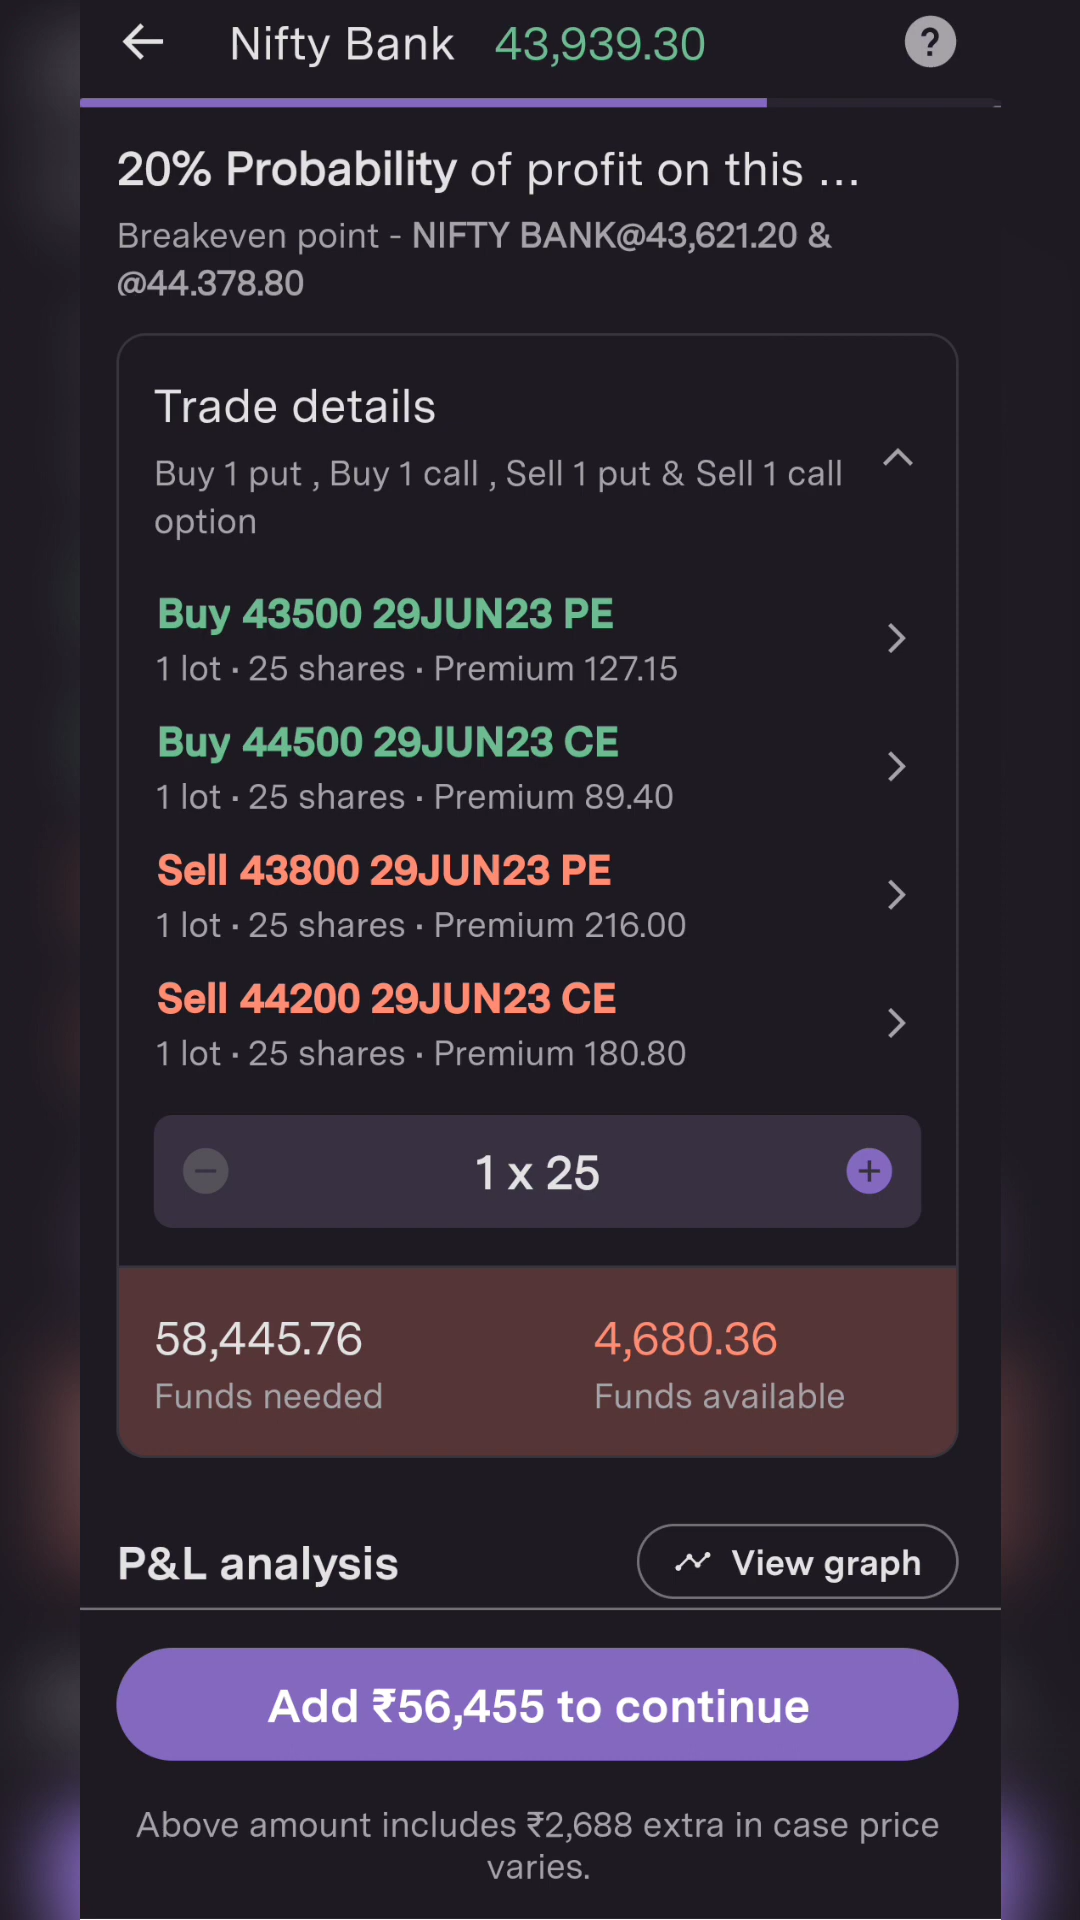 Nifty Bank 43,939.30 ?
20% Probability of profit on this ...
Breakeven point - NIFTY BANK@43,621.20 &
@44.378.80
Trade details
Buy 1 put , Buy 1 call , Sell 1 put & Sell 1 call
option
Buy 43500 29JUN23 PE
1 lot · 25 shares · Premium 127.15
Buy 44500 29JUN23 CE
1 lot · 25 shares · Premium 89.40
Sell 43800 29JUN23 PE
1 lot · 25 shares · Premium 216.00
Sell 44200 29JUN23 CE
1 lot · 25 shares · Premium 180.80
1 x 25
58,445.76 4,680.36
Funds needed Funds available
P&L analysis View graph
Add ₹56,455 to continue
Above amount includes ₹2,688 extra in case price
varies.